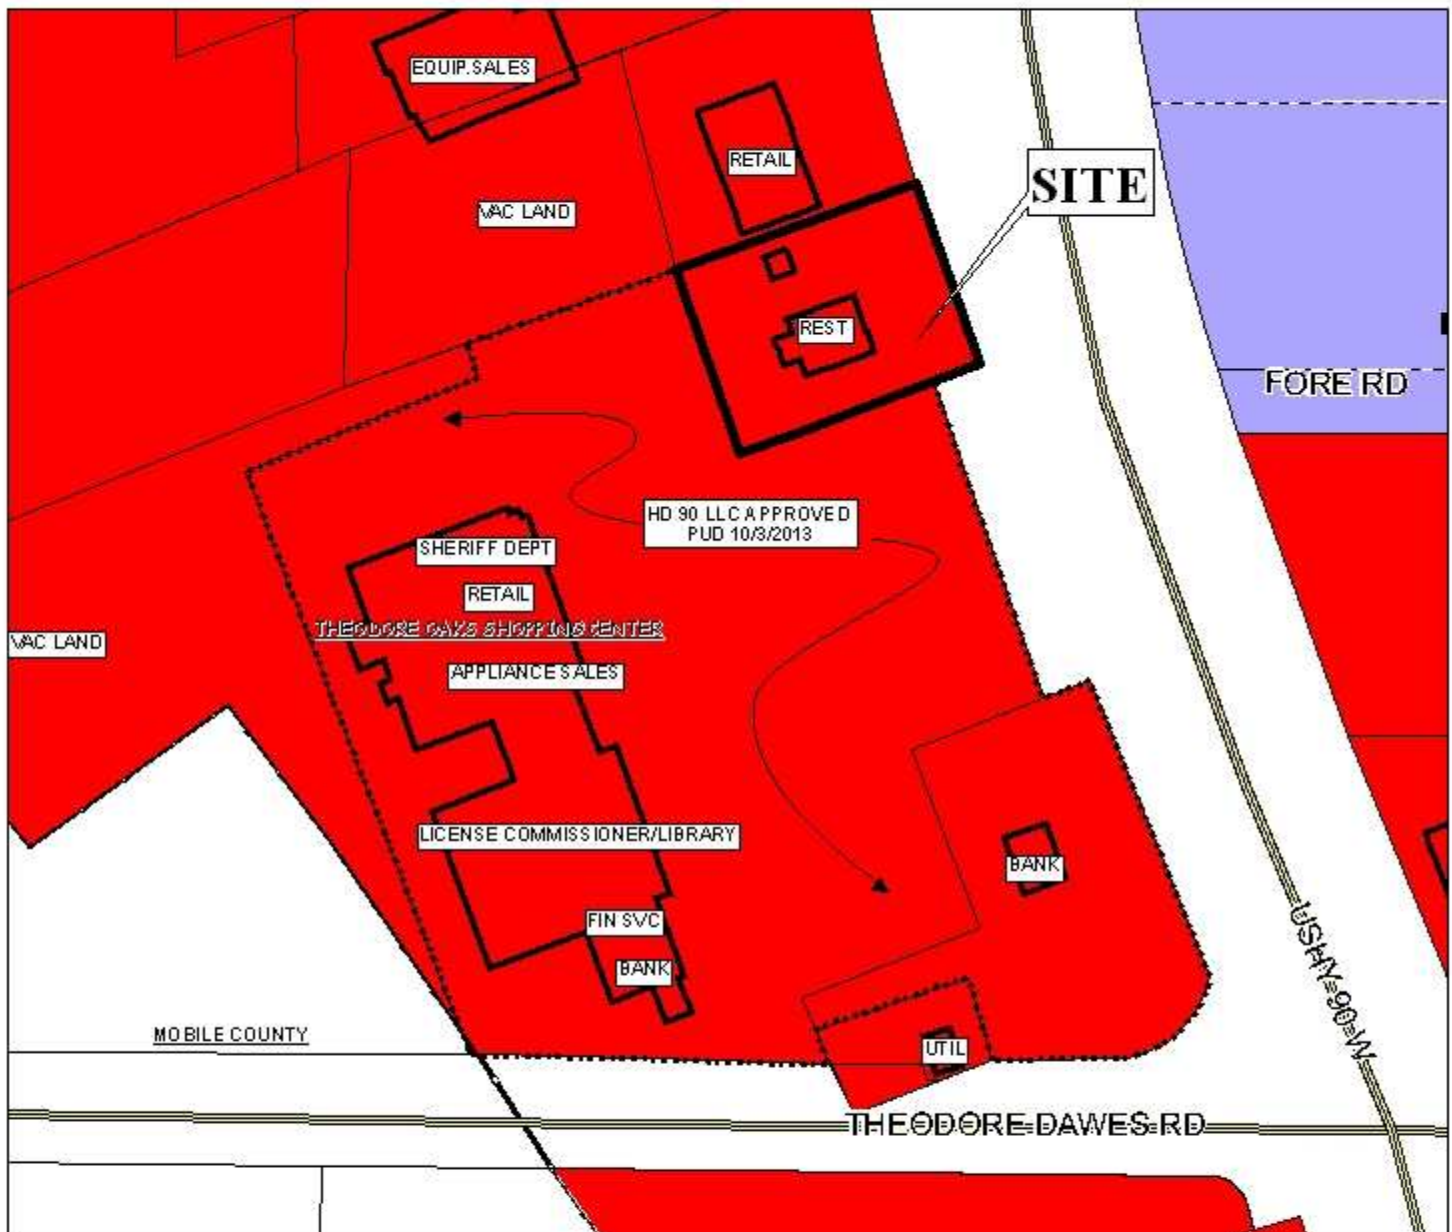 EQUIP.SALES
RETAIL
SITE
VAC LAND
REST
FORE RD
HD 90 LLC APPROVED
PUD 10/3/2013
SHERIFF DEPT
RETAIL
THEODORE OAKS SHOPPING CENTER
VAC LAND
APPLIANCE SALES
LICENSE COMMISSIONER/LIBRARY
BANK
FIN SVC
BANK
USHY 90 W
MOBILE COUNTY
UTIL
THEODORE DAWES RD